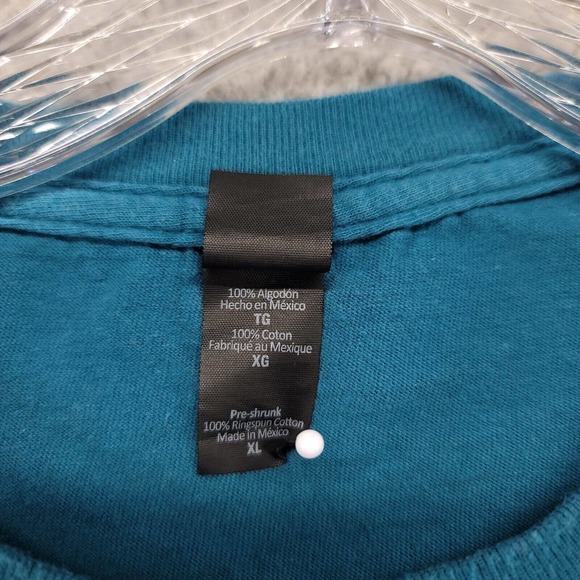 100% Algodón
Hecho en México
TG
100% Coton
Fabriqué au Mexique
XG
Pre-shrunk
100% Ringspun Cotton
Made in México
XL